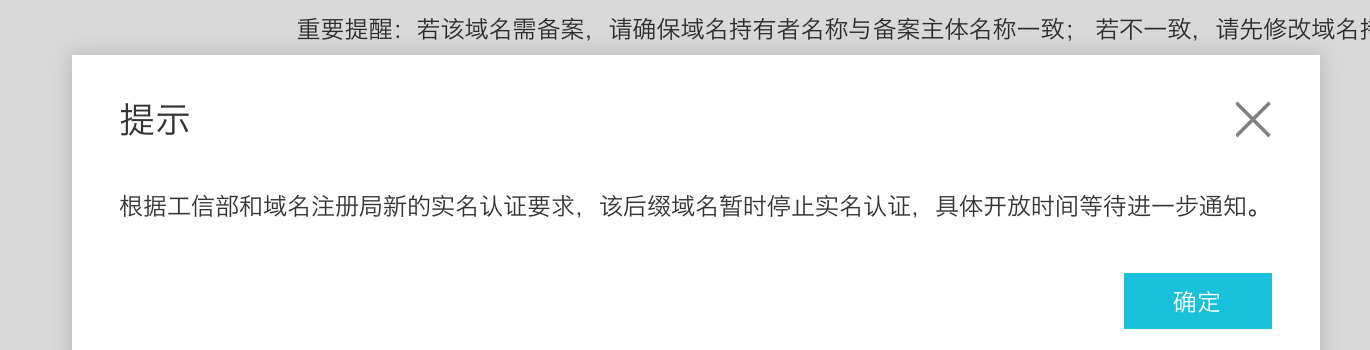 重要提醒：若该域名需备案，请确保域名持有者名称与备案主体名称一致； 若不一致，请先修改域名
提示
根据工信部和域名注册局新的实名认证要求，该后缀域名暂时停止实名认证，具体开放时间等待进一步通知。
确定